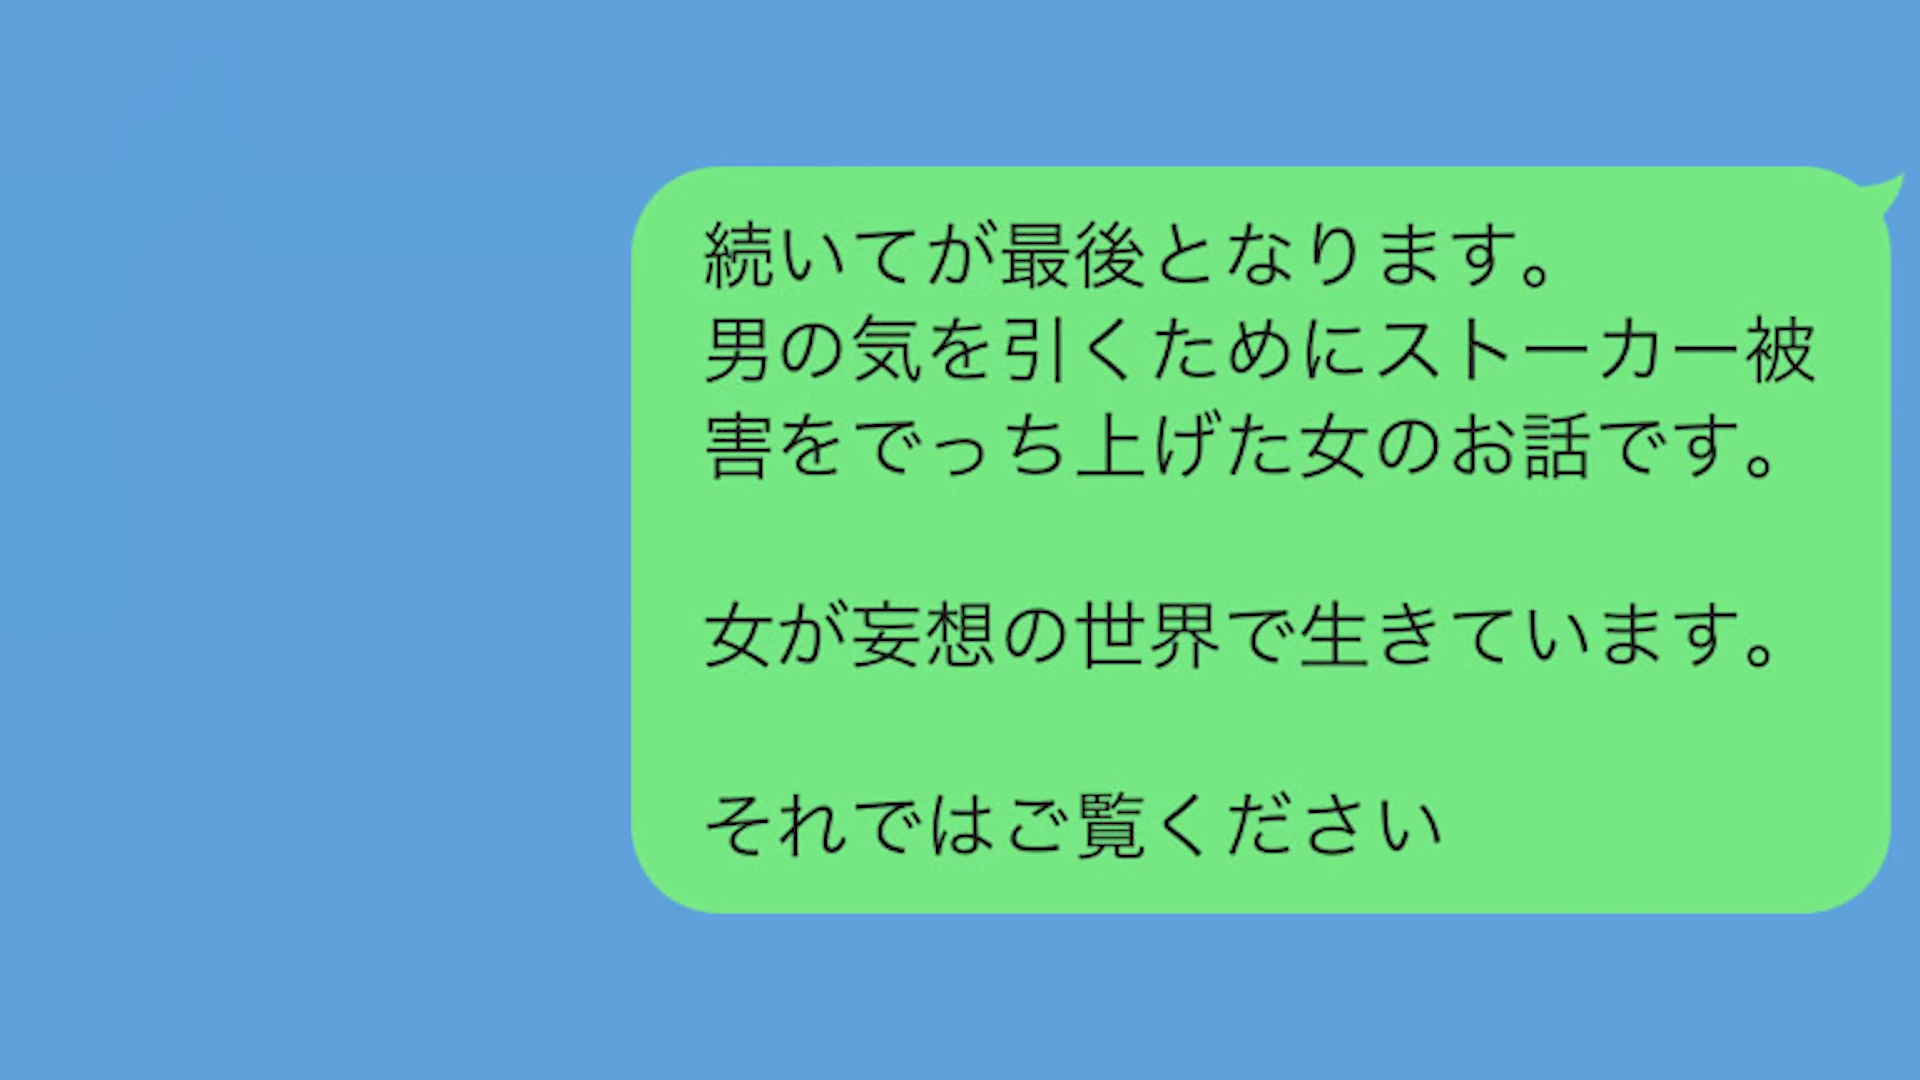 続いてが最後となります。
男の気を引くためにストーカー被
害をでっち上げた女のお話です。
女が妄想の世界で生きています。
それではご覧ください